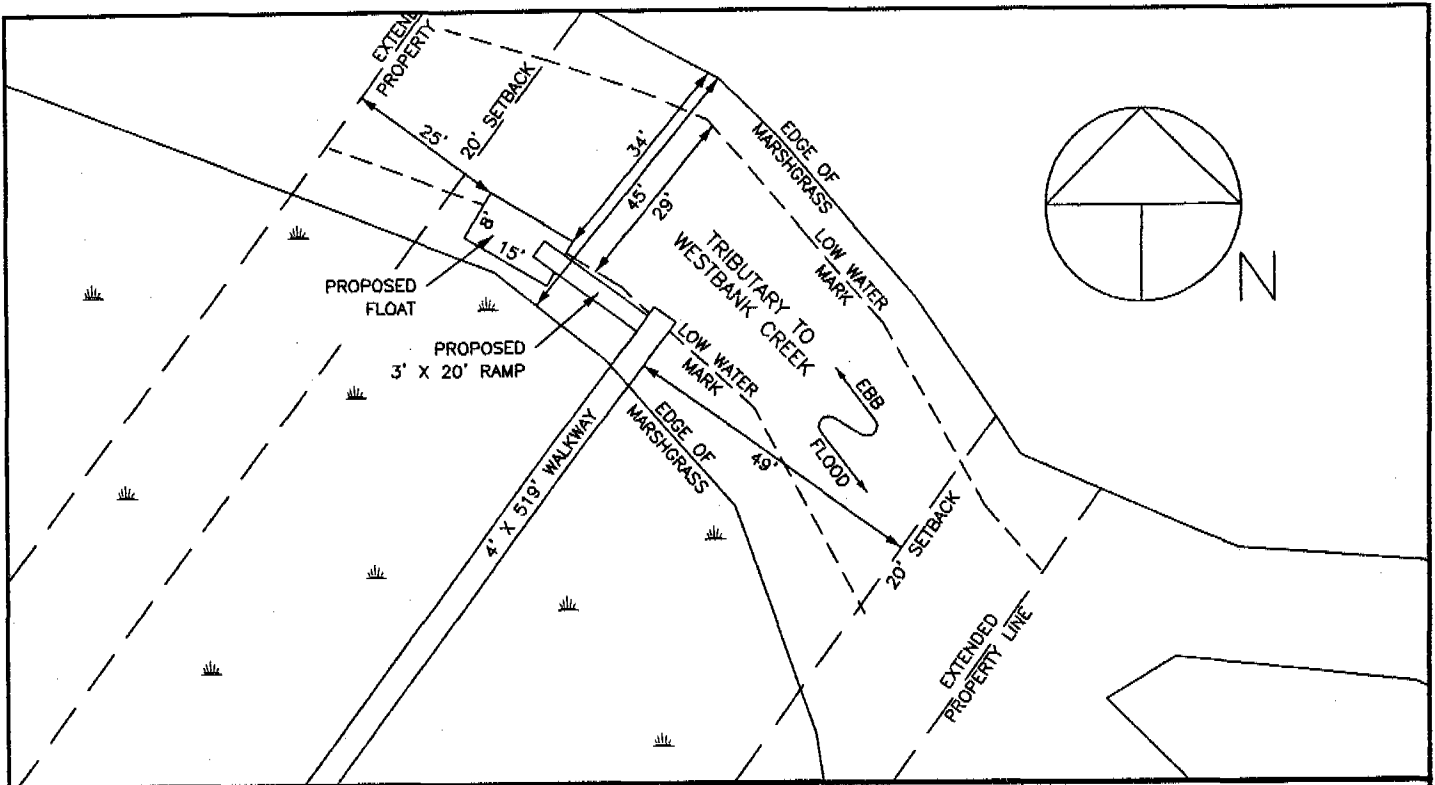 EXTEND
PROPERTY
20' SETBACK
25'
34'
45'
29'
EDGE OF
MARSHGRASS
LOW WATER
MARK
TRIBUTARY TO
WESTBANK CREEK
N
8'
15'
PROPOSED
FLOAT
PROPOSED
3' X 20' RAMP
LOW WATER
MARK
EBB
FLOOD
EDGE OF
MARSHGRASS
49'
4' X 519' WALKWAY
20' SETBACK
EXTENDED
PROPERTY LINE